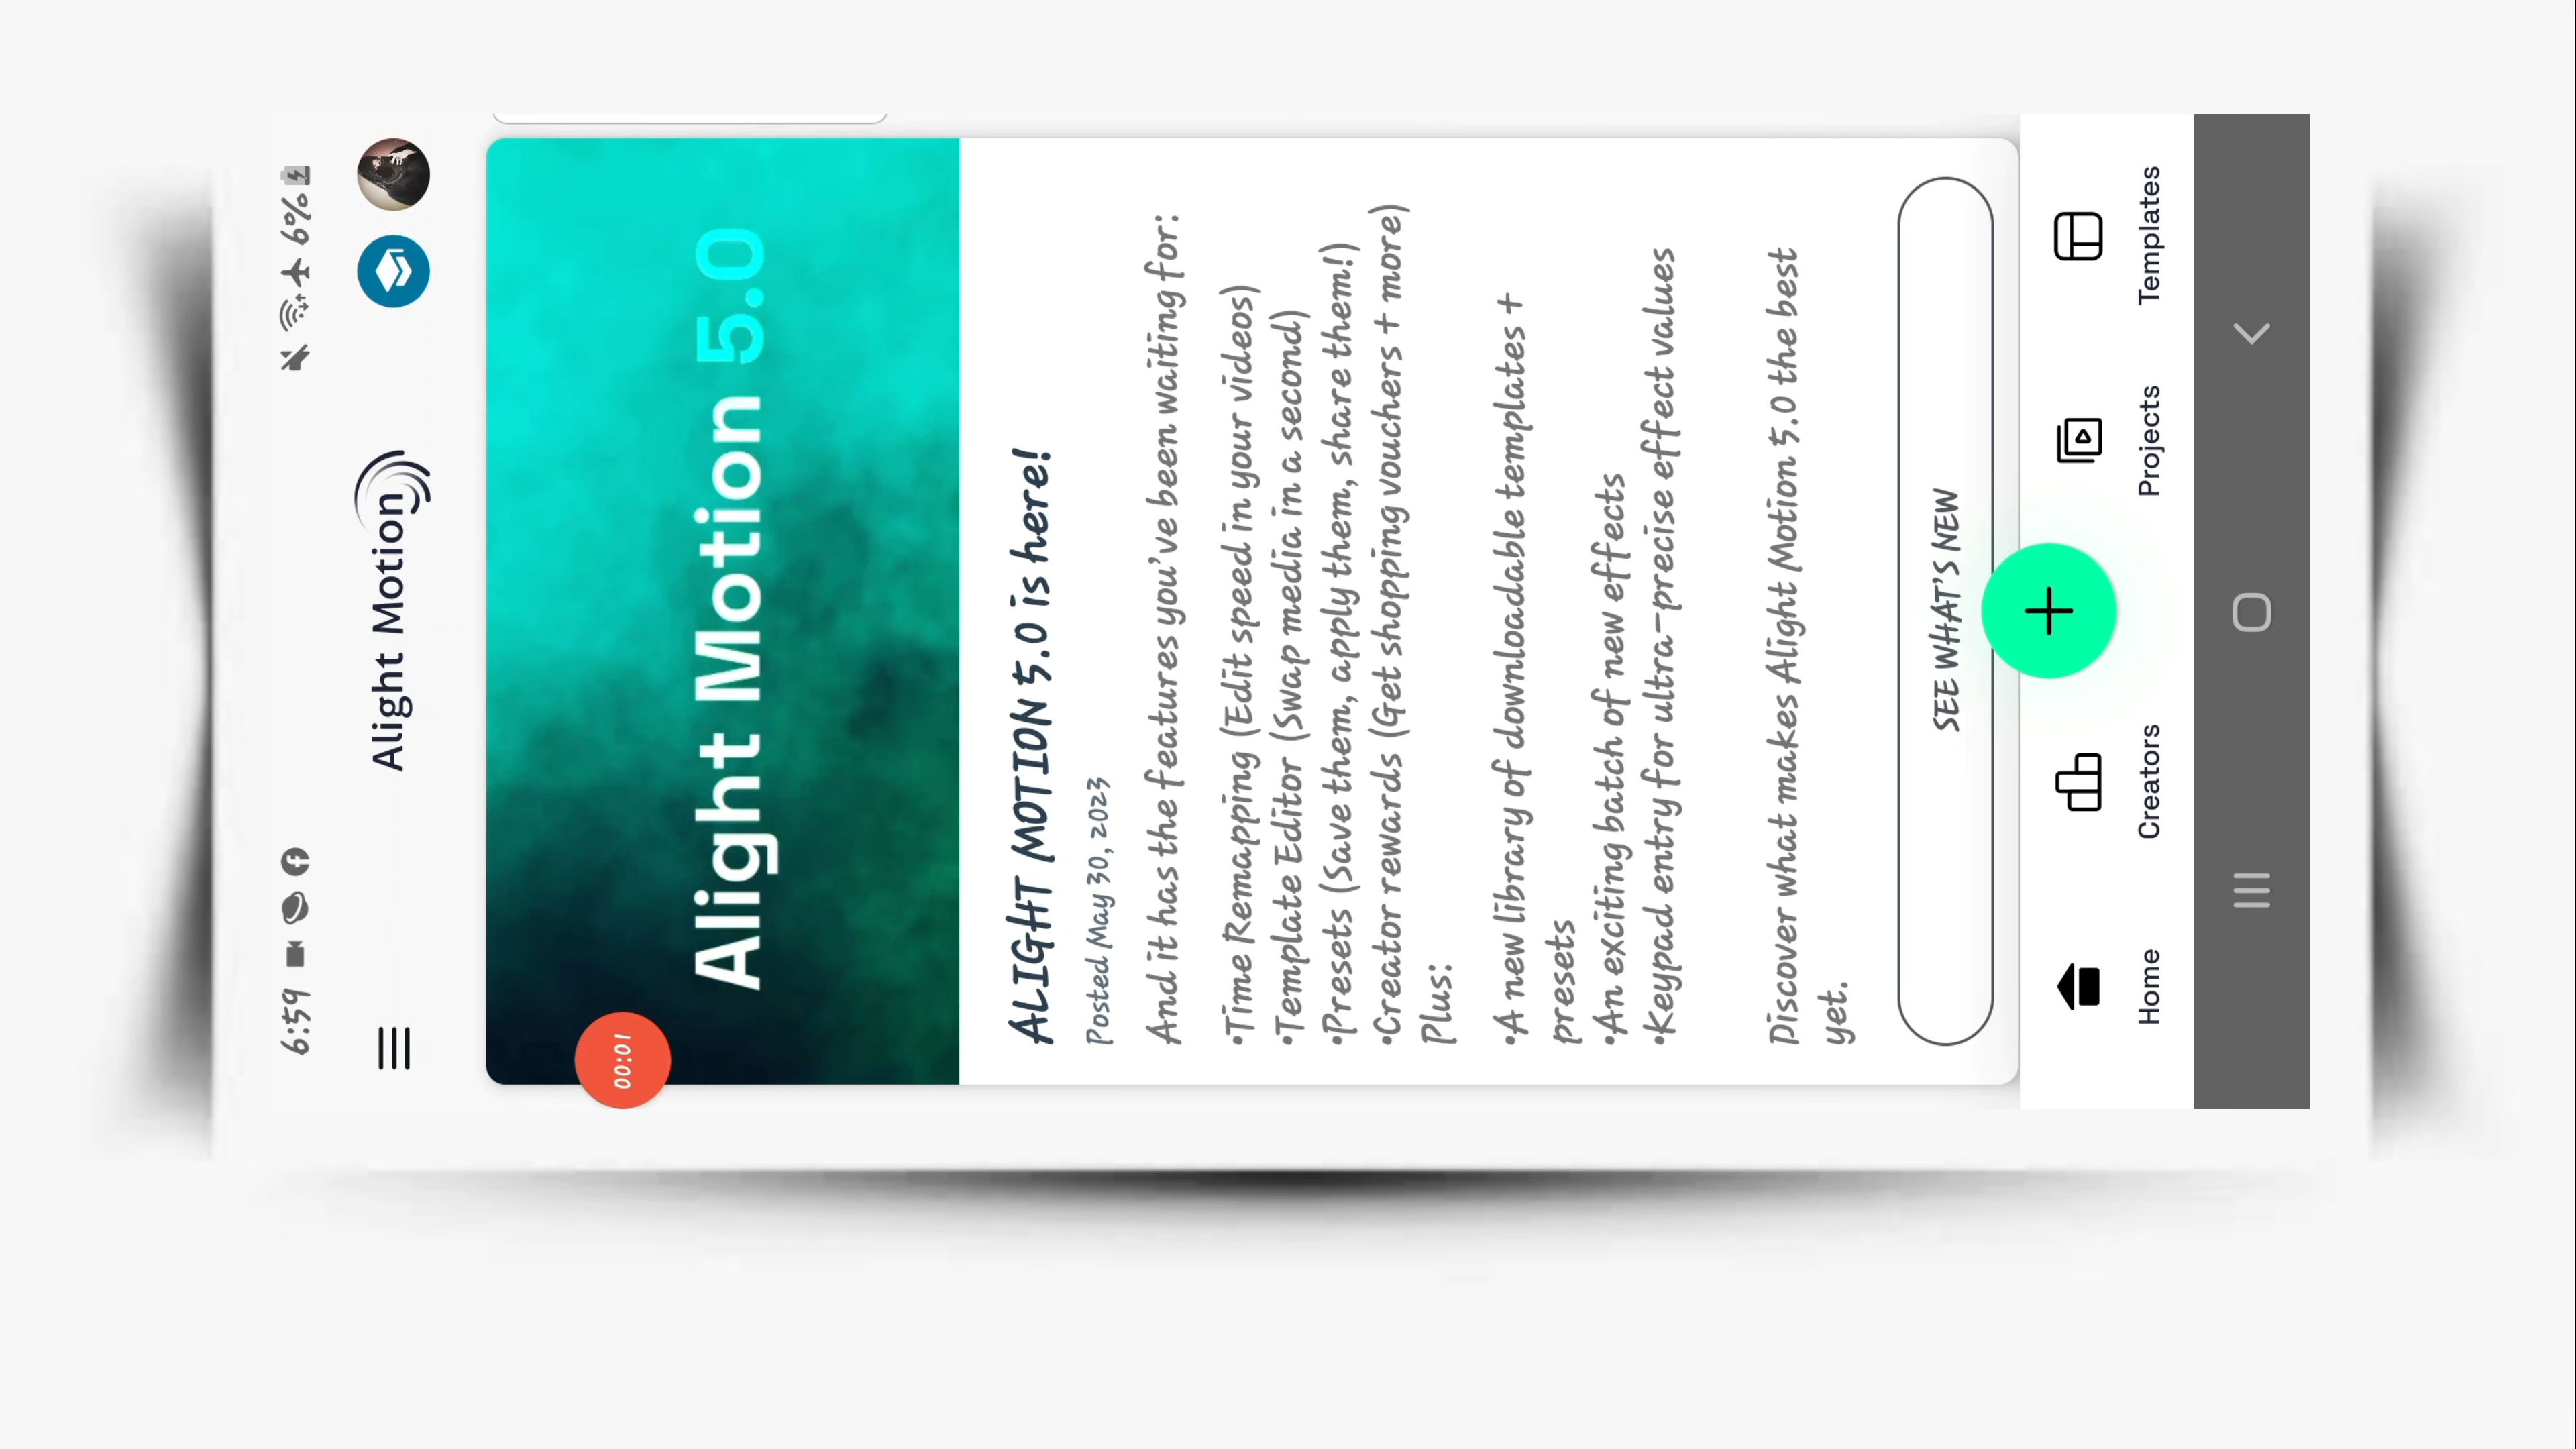 6:59
6%
Alight Motion
Alight Motion 5.0
00:01
ALIGHT MOTION 5.0 is here!
Posted May 30, 2023
And it has the features you've been waiting for:
•Time Remapping (Edit speed in your videos)
•Template Editor (Swap media in a second)
•Presets (Save them, apply them, share them!)
•Creator rewards (Get shopping vouchers + more)
Plus:
•A new library of downloadable templates +
presets
•An exciting batch of new effects
•Keypad entry for ultra-precise effect values
Discover what makes Alight Motion 5.0 the best
yet.
SEE WHAT'S NEW
Home
Creators
Projects
Templates